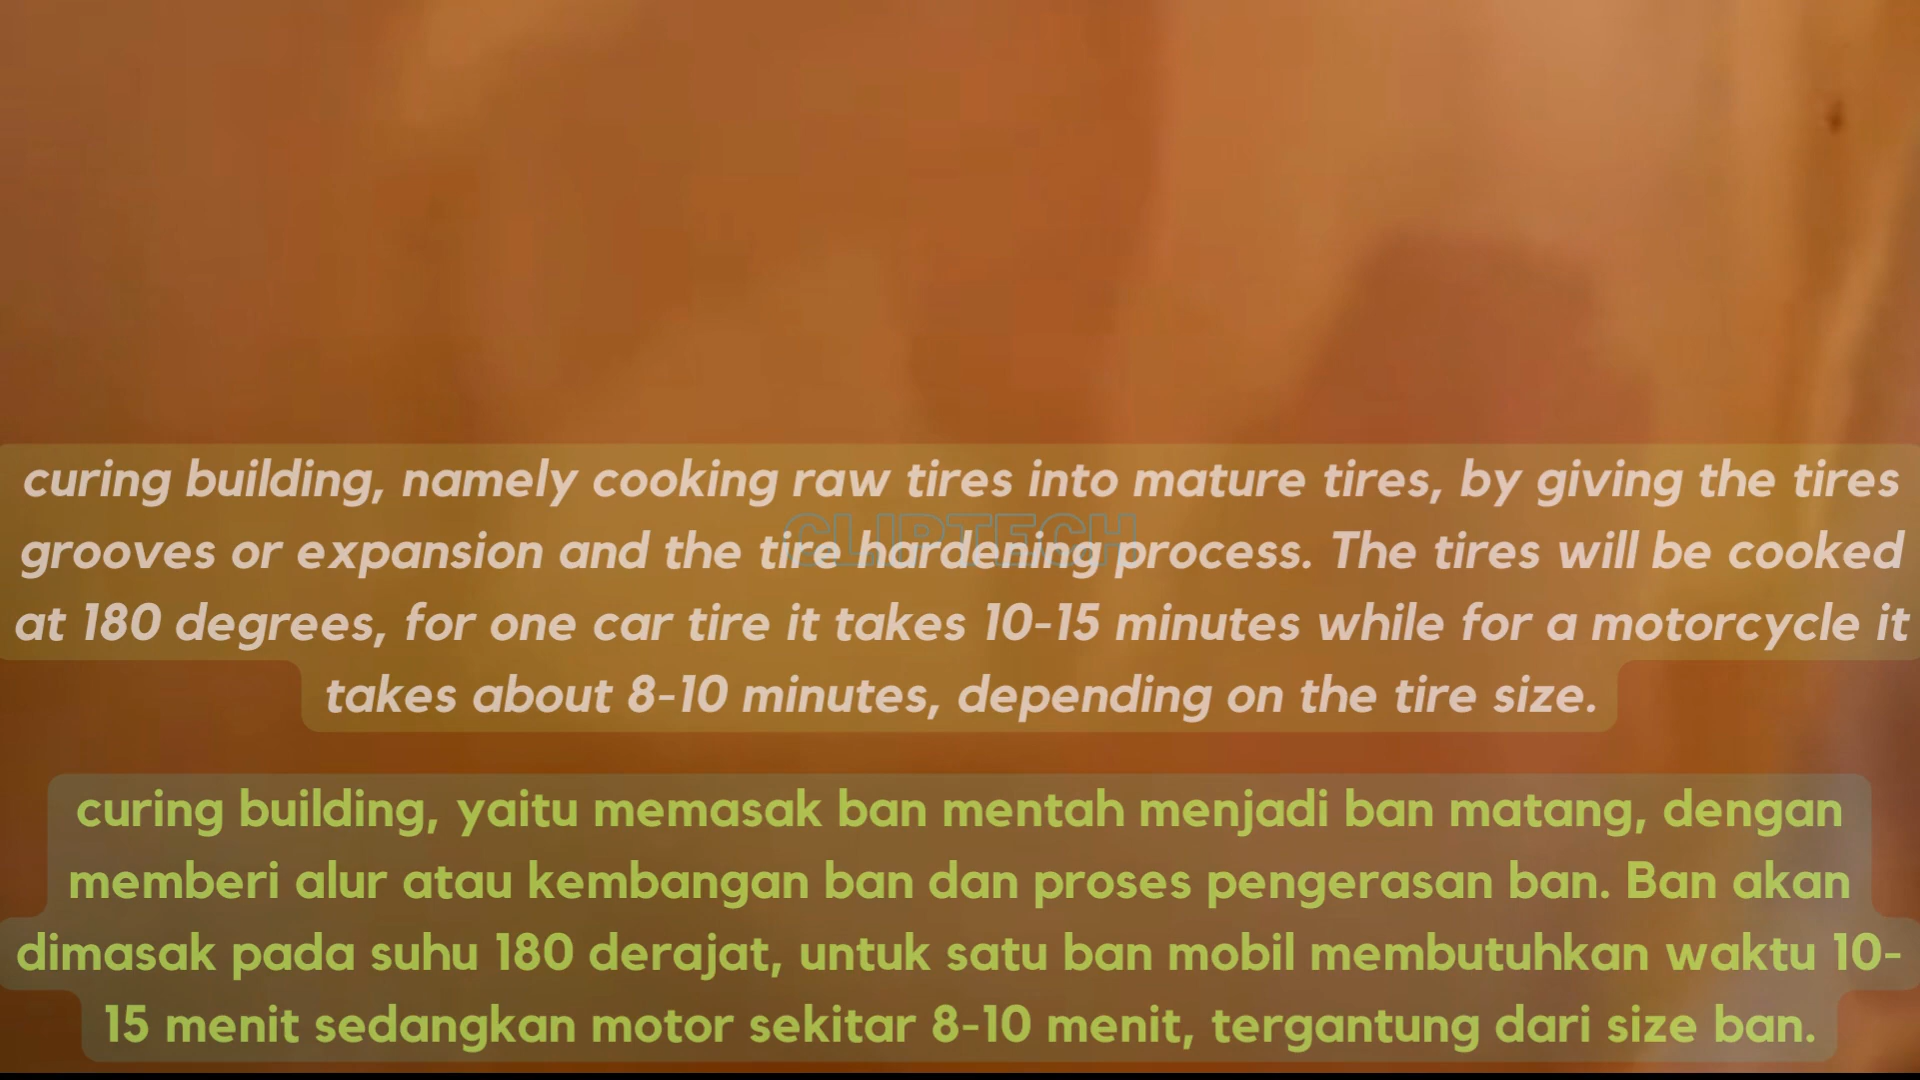 curing building, namely cooking raw tires into mature tires, by giving the tires
grooves or expansion and the tire hardening process. The tires will be cooked
at 180 degrees, for one car tire it takes 10-15 minutes while for a motorcycle it
takes about 8-10 minutes, depending on the tire size.
CLIPTECH
curing building, yaitu memasak ban mentah menjadi ban matang, dengan
memberi alur atau kembangan ban dan proses pengerasan ban. Ban akan
dimasak pada suhu 180 derajat, untuk satu ban mobil membutuhkan waktu 10-
15 menit sedangkan motor sekitar 8-10 menit, tergantung dari size ban.